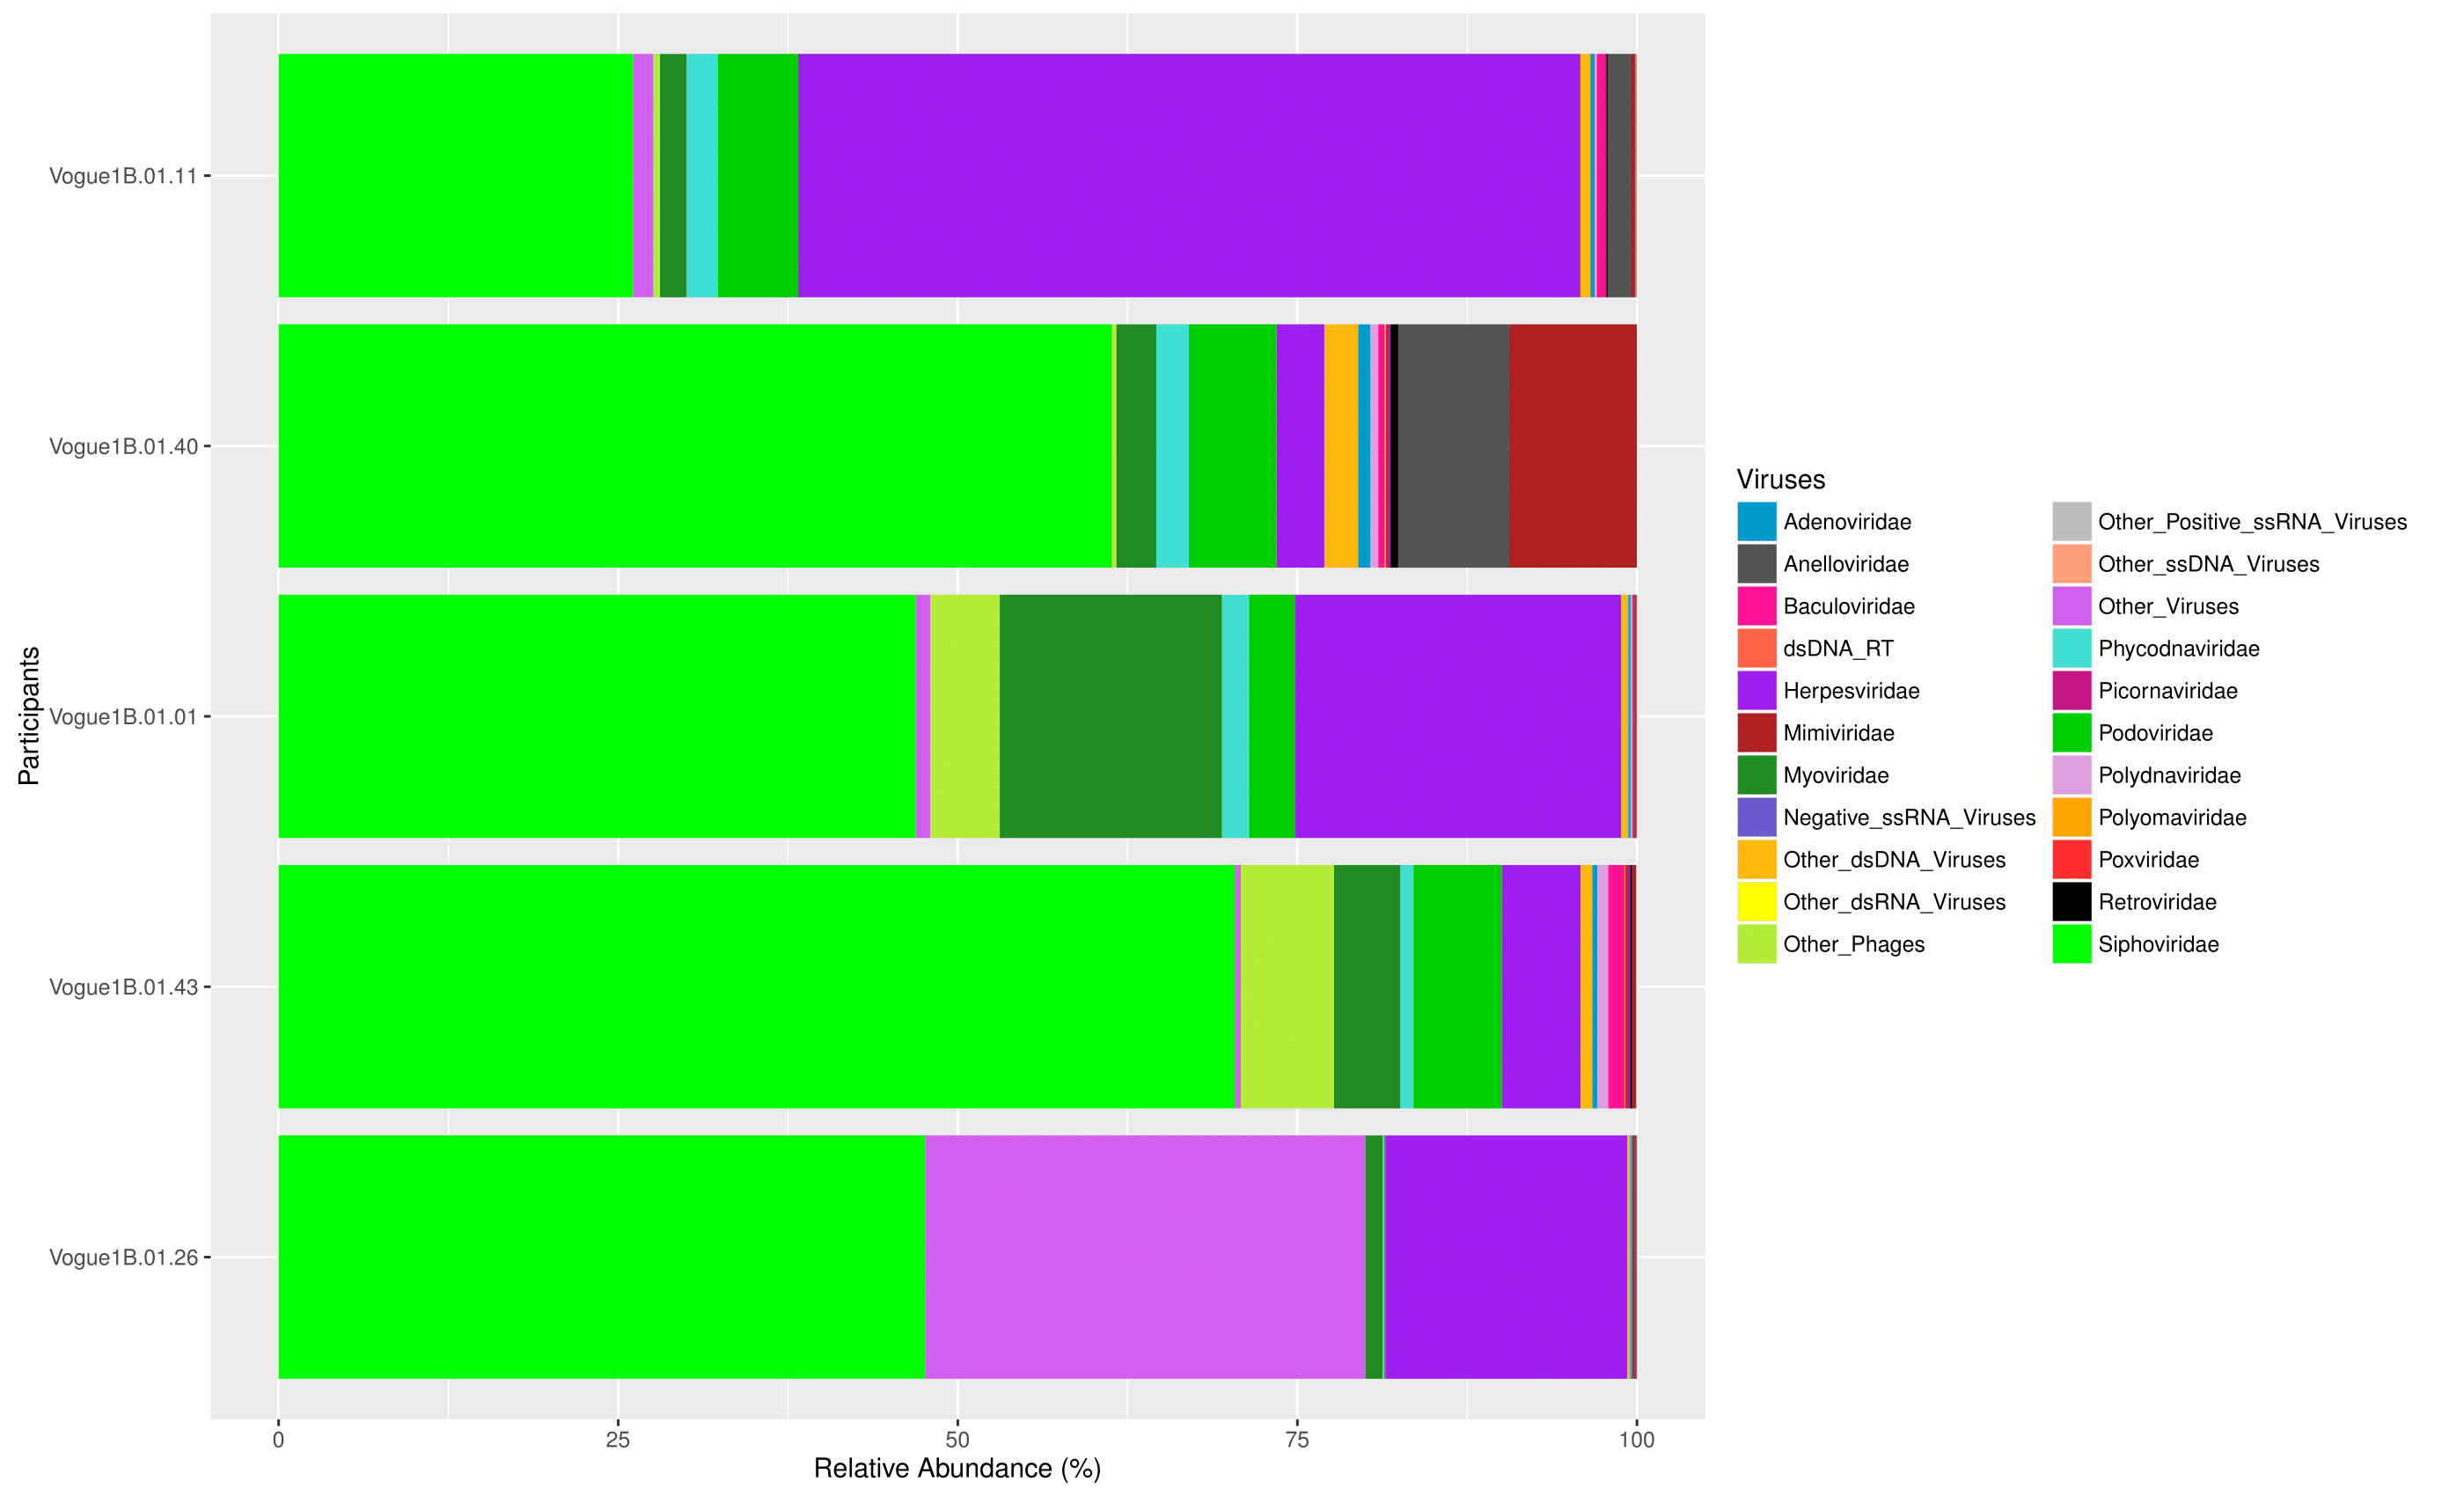 Participants
Vogue1B.01.11
Vogue1B.01.40
Vogue1B.01.01
Vogue1B.01.43
Vogue1B.01.26
0 25 50 75 100
Relative Abundance (%)
Viruses
Adenoviridae
Anelloviridae
Baculoviridae
dsDNA_RT
Herpesviridae
Mimiviridae
Myoviridae
Negative_ssRNA_Viruses
Other_dsDNA_Viruses
Other_dsRNA_Viruses
Other_Phages
Other_Positive_ssRNA_Viruses
Other_ssDNA_Viruses
Other_Viruses
Phycodnaviridae
Picornaviridae
Podoviridae
Polydnaviridae
Polyomaviridae
Poxviridae
Retroviridae
Siphoviridae